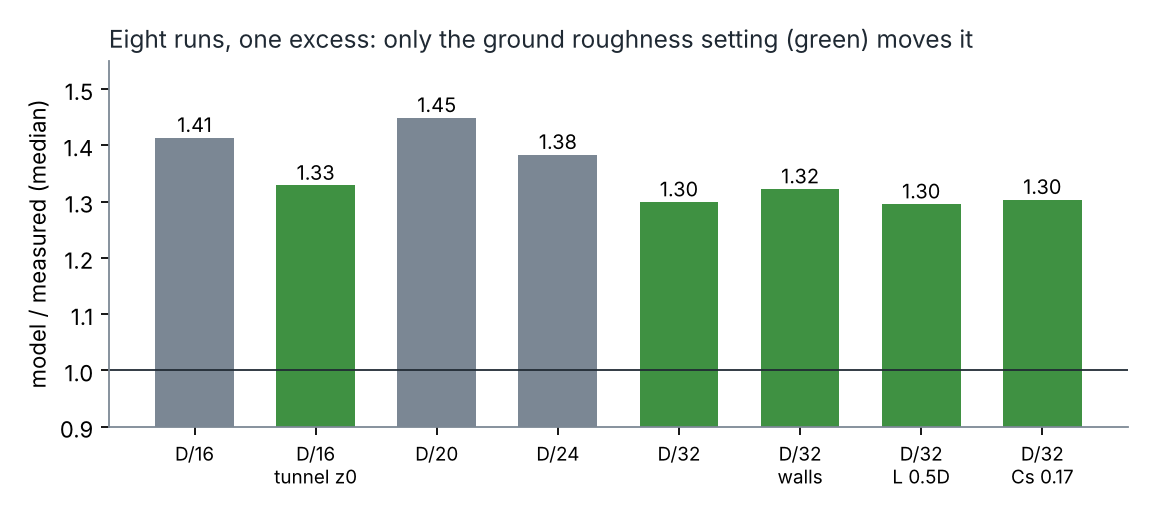 Eight runs, one excess: only the ground roughness setting (green) moves it
model / measured (median)
1.5
1.4
1.3
1.2
1.1
1.0
0.9
1.41
1.33
1.45
1.38
1.30
1.32
1.30
1.30
D/16
D/16
tunnel z0
D/20
D/24
D/32
D/32
walls
D/32
L 0.5D
D/32
Cs 0.17